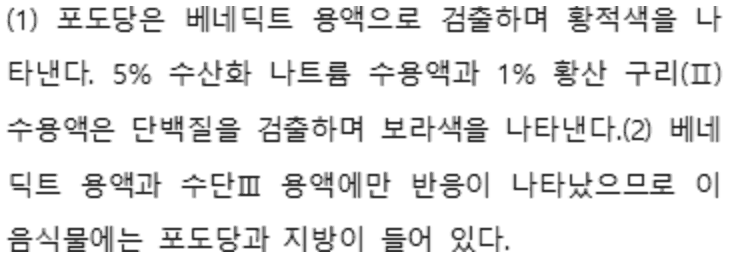 (1) 포도당은 베네딕트 용액으로 검출하며 황적색을 나
타낸다. 5% 수산화 나트륨 수용액과 1% 황산 구리(Ⅱ)
수용액은 단백질을 검출하며 보라색을 나타낸다.(2) 베네
딕트 용액과 수단Ⅲ 용액에만 반응이 나타났으므로 이
음식물에는 포도당과 지방이 들어 있다.